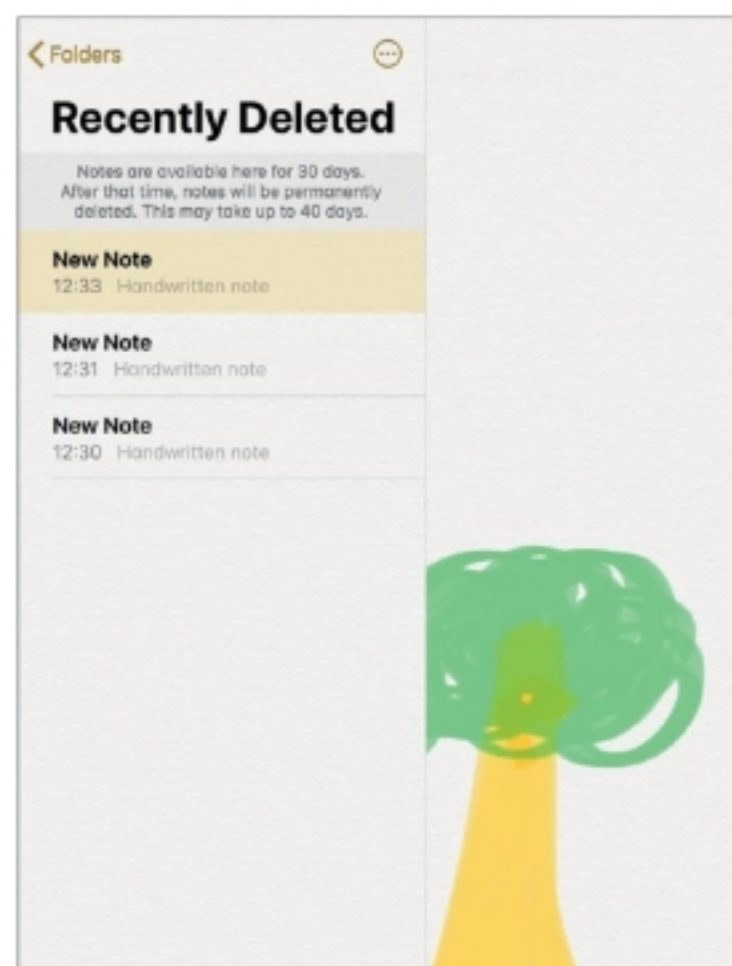 Folders
Recently Deleted
Notes are available here for 30 days.
After that time, notes will be permanently
deleted. This may take up to 40 days.
New Note
12:33 Handwritten note
New Note
12:31 Handwritten note
New Note
12:30 Handwritten note